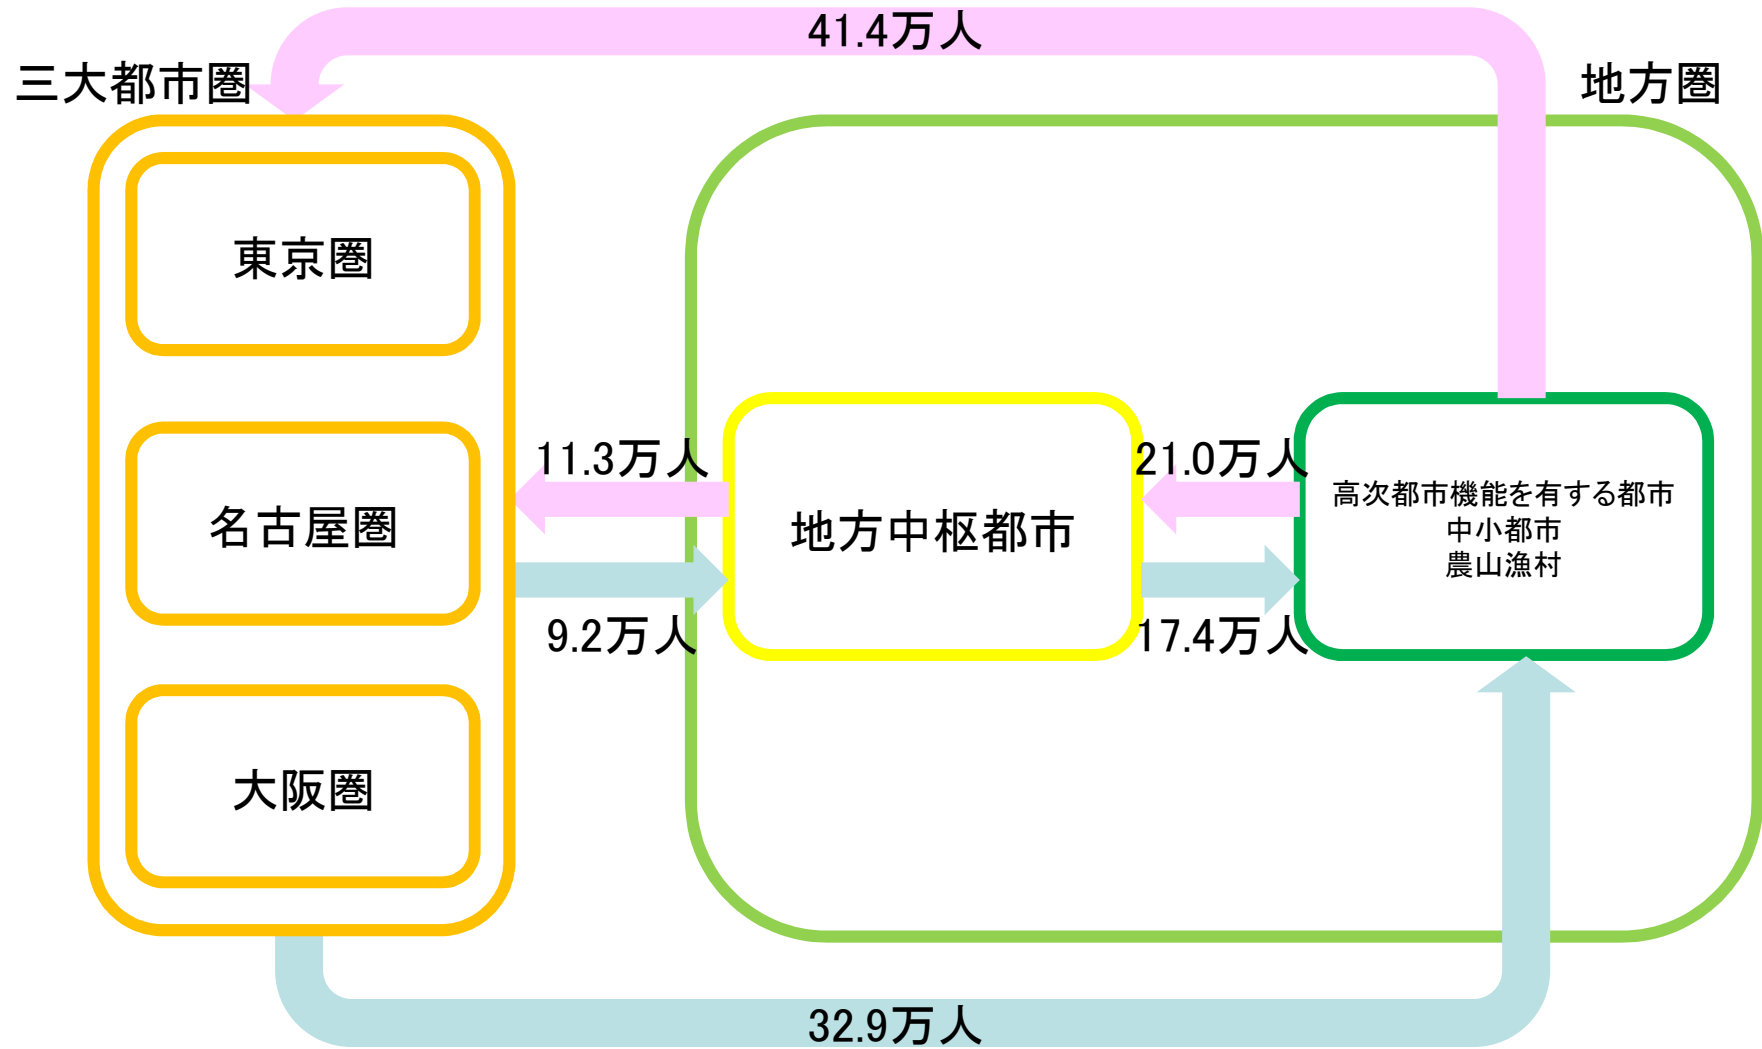 41.4万人
三大都市圏
地方圏
東京圏
名古屋圏
大阪圏
11.3万人
9.2万人
地方中枢都市
21.0万人
17.4万人
高次都市機能を有する都市
中小都市
農山漁村
32.9万人